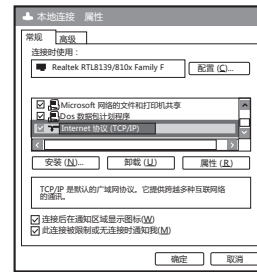 本地连接 属性
常规 高级
连接时使用：
Realtek RTL8139/810x Family F 配置 (C)...
Microsoft 网络的文件和打印机共享
Dos 数据包计划程序
Internet 协议 (TCP/IP)
安装 (N)... 卸载 (U) 属性 (R)
TCP/IP 是默认的广域网协议。它提供跨越多种互联网络
的通讯。
连接后在通知区域显示图标(W)
此连接被限制或无连接时通知我(M)
确定 取消